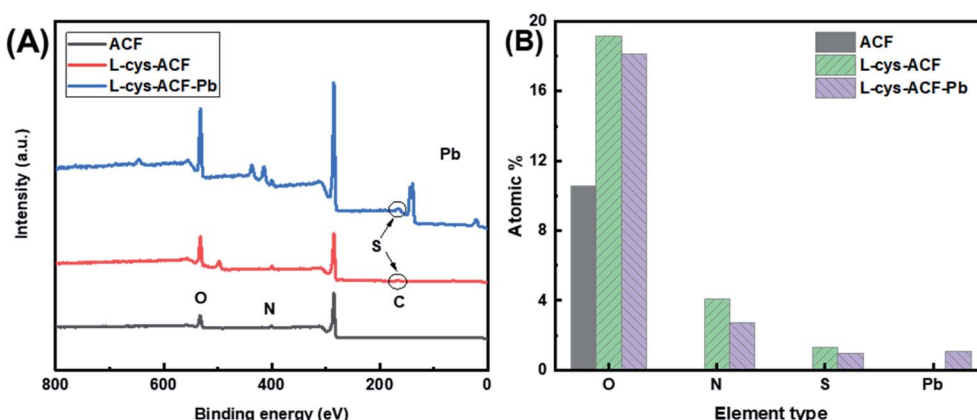 (A)
ACF
L-cys-ACF
L-cys-ACF-Pb
Pb
S
O
N
C
Intensity (a.u.)
800
600
400
200
0
Binding energy (eV)
(B)
ACF
L-cys-ACF
L-cys-ACF-Pb
20
16
12
8
4
0
Atomic %
O
N
S
Pb
Element type